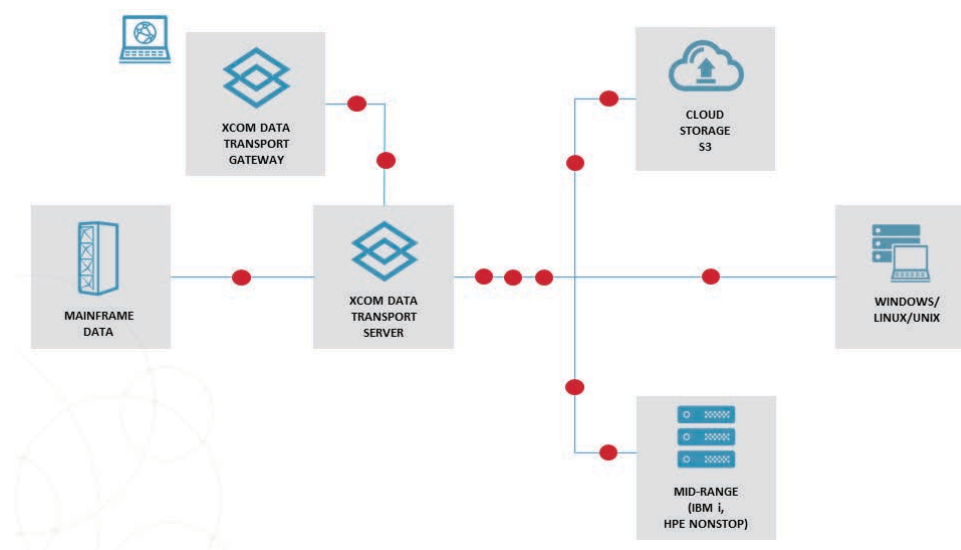 XCOM DATA
TRANSPORT
GATEWAY
CLOUD
STORAGE
S3
MAINFRAME
DATA
XCOM DATA
TRANSPORT
SERVER
WINDOWS/
LINUX/UNIX
MID-RANGE
(IBM i,
HPE NONSTOP)